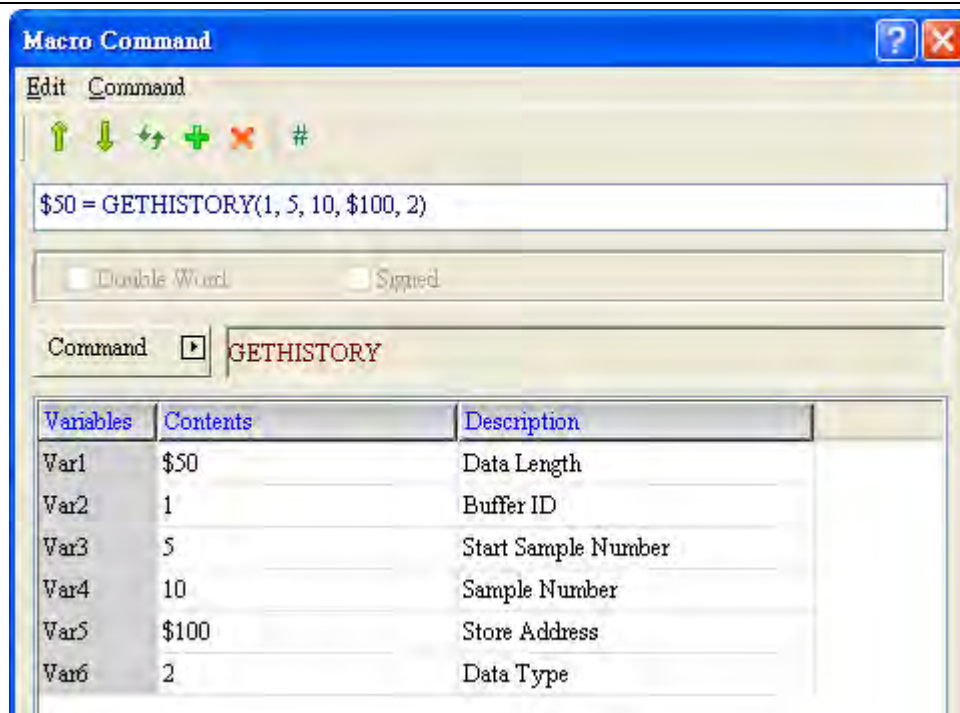 Macro Command
Edit Command
#
$50 = GETHISTORY(1, 5, 10, $100, 2)
Double Word Signed
Command GETHISTORY
Variables Contents Description
Var1 $50 Data Length
Var2 1 Buffer ID
Var3 5 Start Sample Number
Var4 10 Sample Number
Var5 $100 Store Address
Var6 2 Data Type